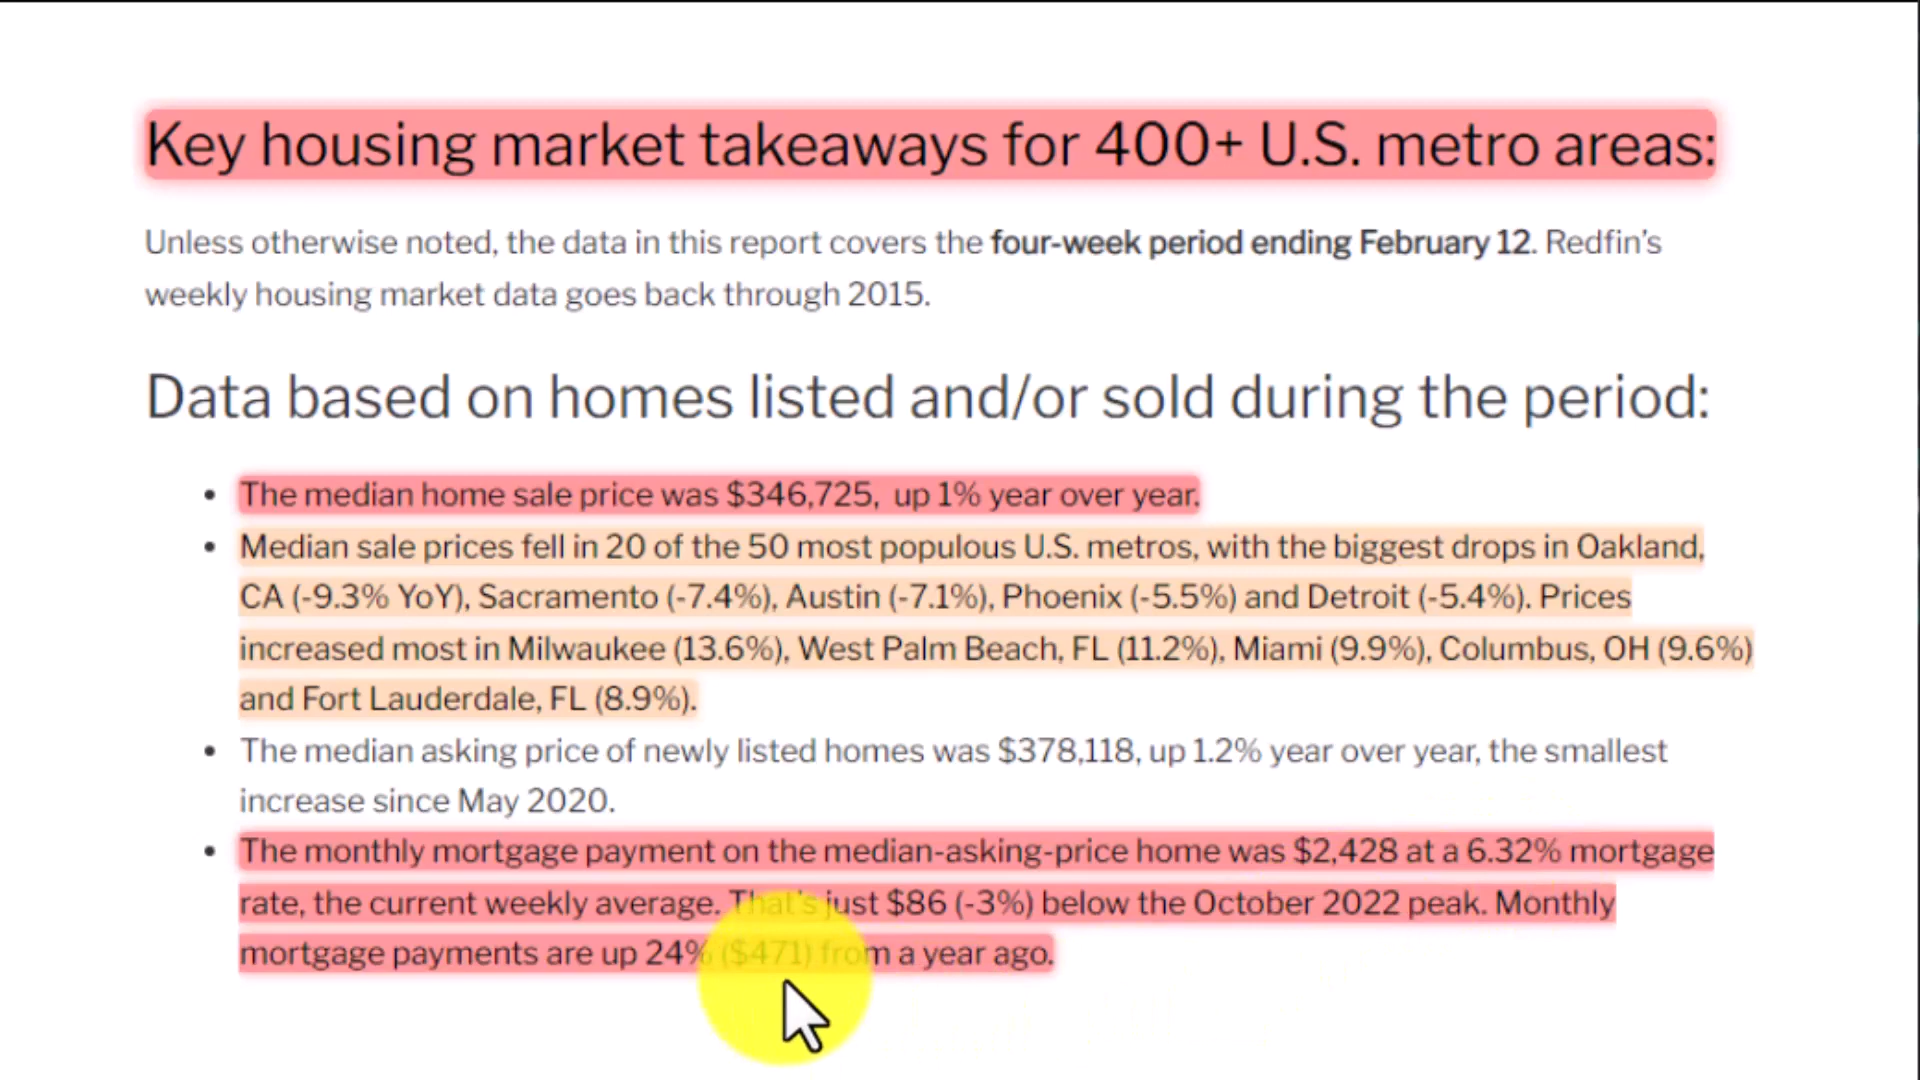 Key housing market takeaways for 400+ U.S. metro areas:
Unless otherwise noted, the data in this report covers the four-week period ending February 12. Redfin’s
weekly housing market data goes back through 2015.
Data based on homes listed and/or sold during the period:
• The median home sale price was $346,725, up 1% year over year.
• Median sale prices fell in 20 of the 50 most populous U.S. metros, with the biggest drops in Oakland,
CA (-9.3% YoY), Sacramento (-7.4%), Austin (-7.1%), Phoenix (-5.5%) and Detroit (-5.4%). Prices
increased most in Milwaukee (13.6%), West Palm Beach, FL (11.2%), Miami (9.9%), Columbus, OH (9.6%)
and Fort Lauderdale, FL (8.9%).
• The median asking price of newly listed homes was $378,118, up 1.2% year over year, the smallest
increase since May 2020.
• The monthly mortgage payment on the median-asking-price home was $2,428 at a 6.32% mortgage
rate, the current weekly average. That’s just $86 (-3%) below the October 2022 peak. Monthly
mortgage payments are up 24% ($471) from a year ago.